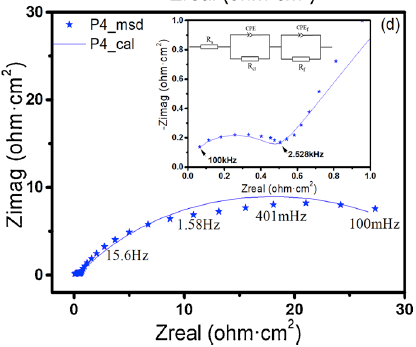 Zreal (ohm·cm²)
P4_msd
P4_cal
(d)
Zimag (ohm·cm²)
30
20
10
0
0 5 10 15 20 25 30
Zreal (ohm·cm²)
15.6Hz
1.58Hz
401mHz
100mHz
-Zimag (ohm·cm²)
1.0
0.8
0.6
0.4
0.2
0.0
0.0 0.2 0.4 0.6 0.8 1.0
Zreal (ohm·cm²)
CPE CPEf
Rs
Rct Rf
100kHz
2.528kHz